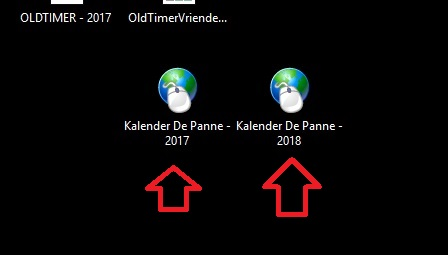 OLDTIMER - 2017
OldTimerVriende...
Kalender De Panne -
2017
Kalender De Panne -
2018